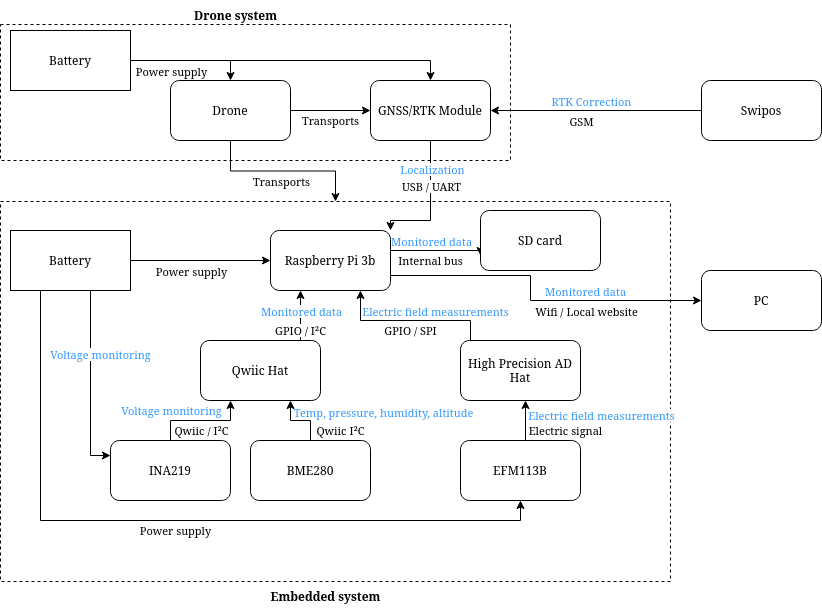 Drone system
Battery
Power supply
Drone
Transports
GNSS/RTK Module
RTK Correction
GSM
Swipos
Transports
Localization
USB / UART
Battery
Power supply
Raspberry Pi 3b
Monitored data
Internal bus
SD card
Monitored data
Wifi / Local website
PC
Monitored data
GPIO / I²C
Electric field measurements
GPIO / SPI
Voltage monitoring
Qwiic Hat
High Precision AD
Hat
Voltage monitoring
Qwiic / I²C
Temp, pressure, humidity, altitude
Qwiic I²C
Electric field measurements
Electric signal
INA219
BME280
EFM113B
Power supply
Embedded system